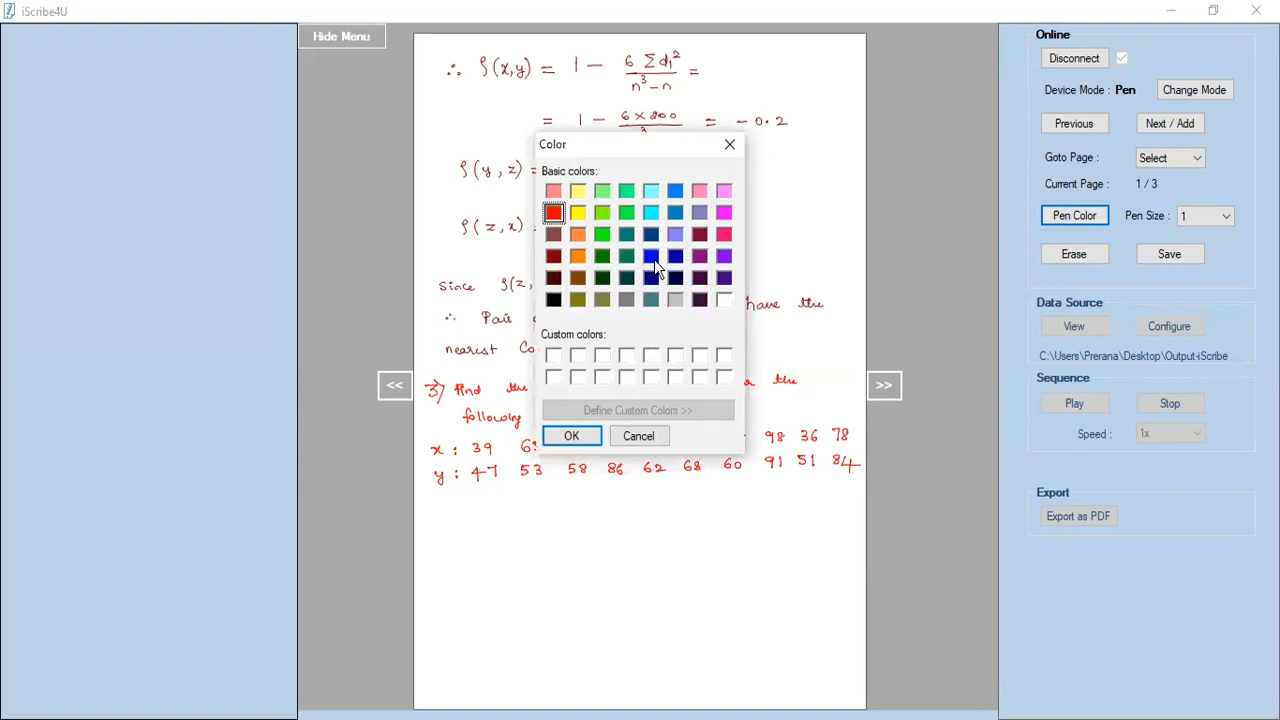 iScribe4U
Hide Menu
∴ ρ(x,y) = 1 - 6 Σd₁² / n³-n =
= 1 - 6×200 = -0.2
ρ(y,z) =
ρ(z,x)
since ρ(z,
∴ Pair have the
nearest Co
3) Find the the
following
x: 39 98 36 78
y: 47 53 58 86 62 68 60 91 51 84
<<
>>
Color
Basic colors:
Custom colors:
Define Custom Colors >>
OK Cancel
Online
Disconnect
Device Mode : Pen Change Mode
Previous Next / Add
Goto Page : Select
Current Page : 1 / 3
Pen Color Pen Size : 1
Erase Save
Data Source
View Configure
C:\Users\Prerana\Desktop\Output-iScribe
Sequence
Play Stop
Speed : 1x
Export
Export as PDF